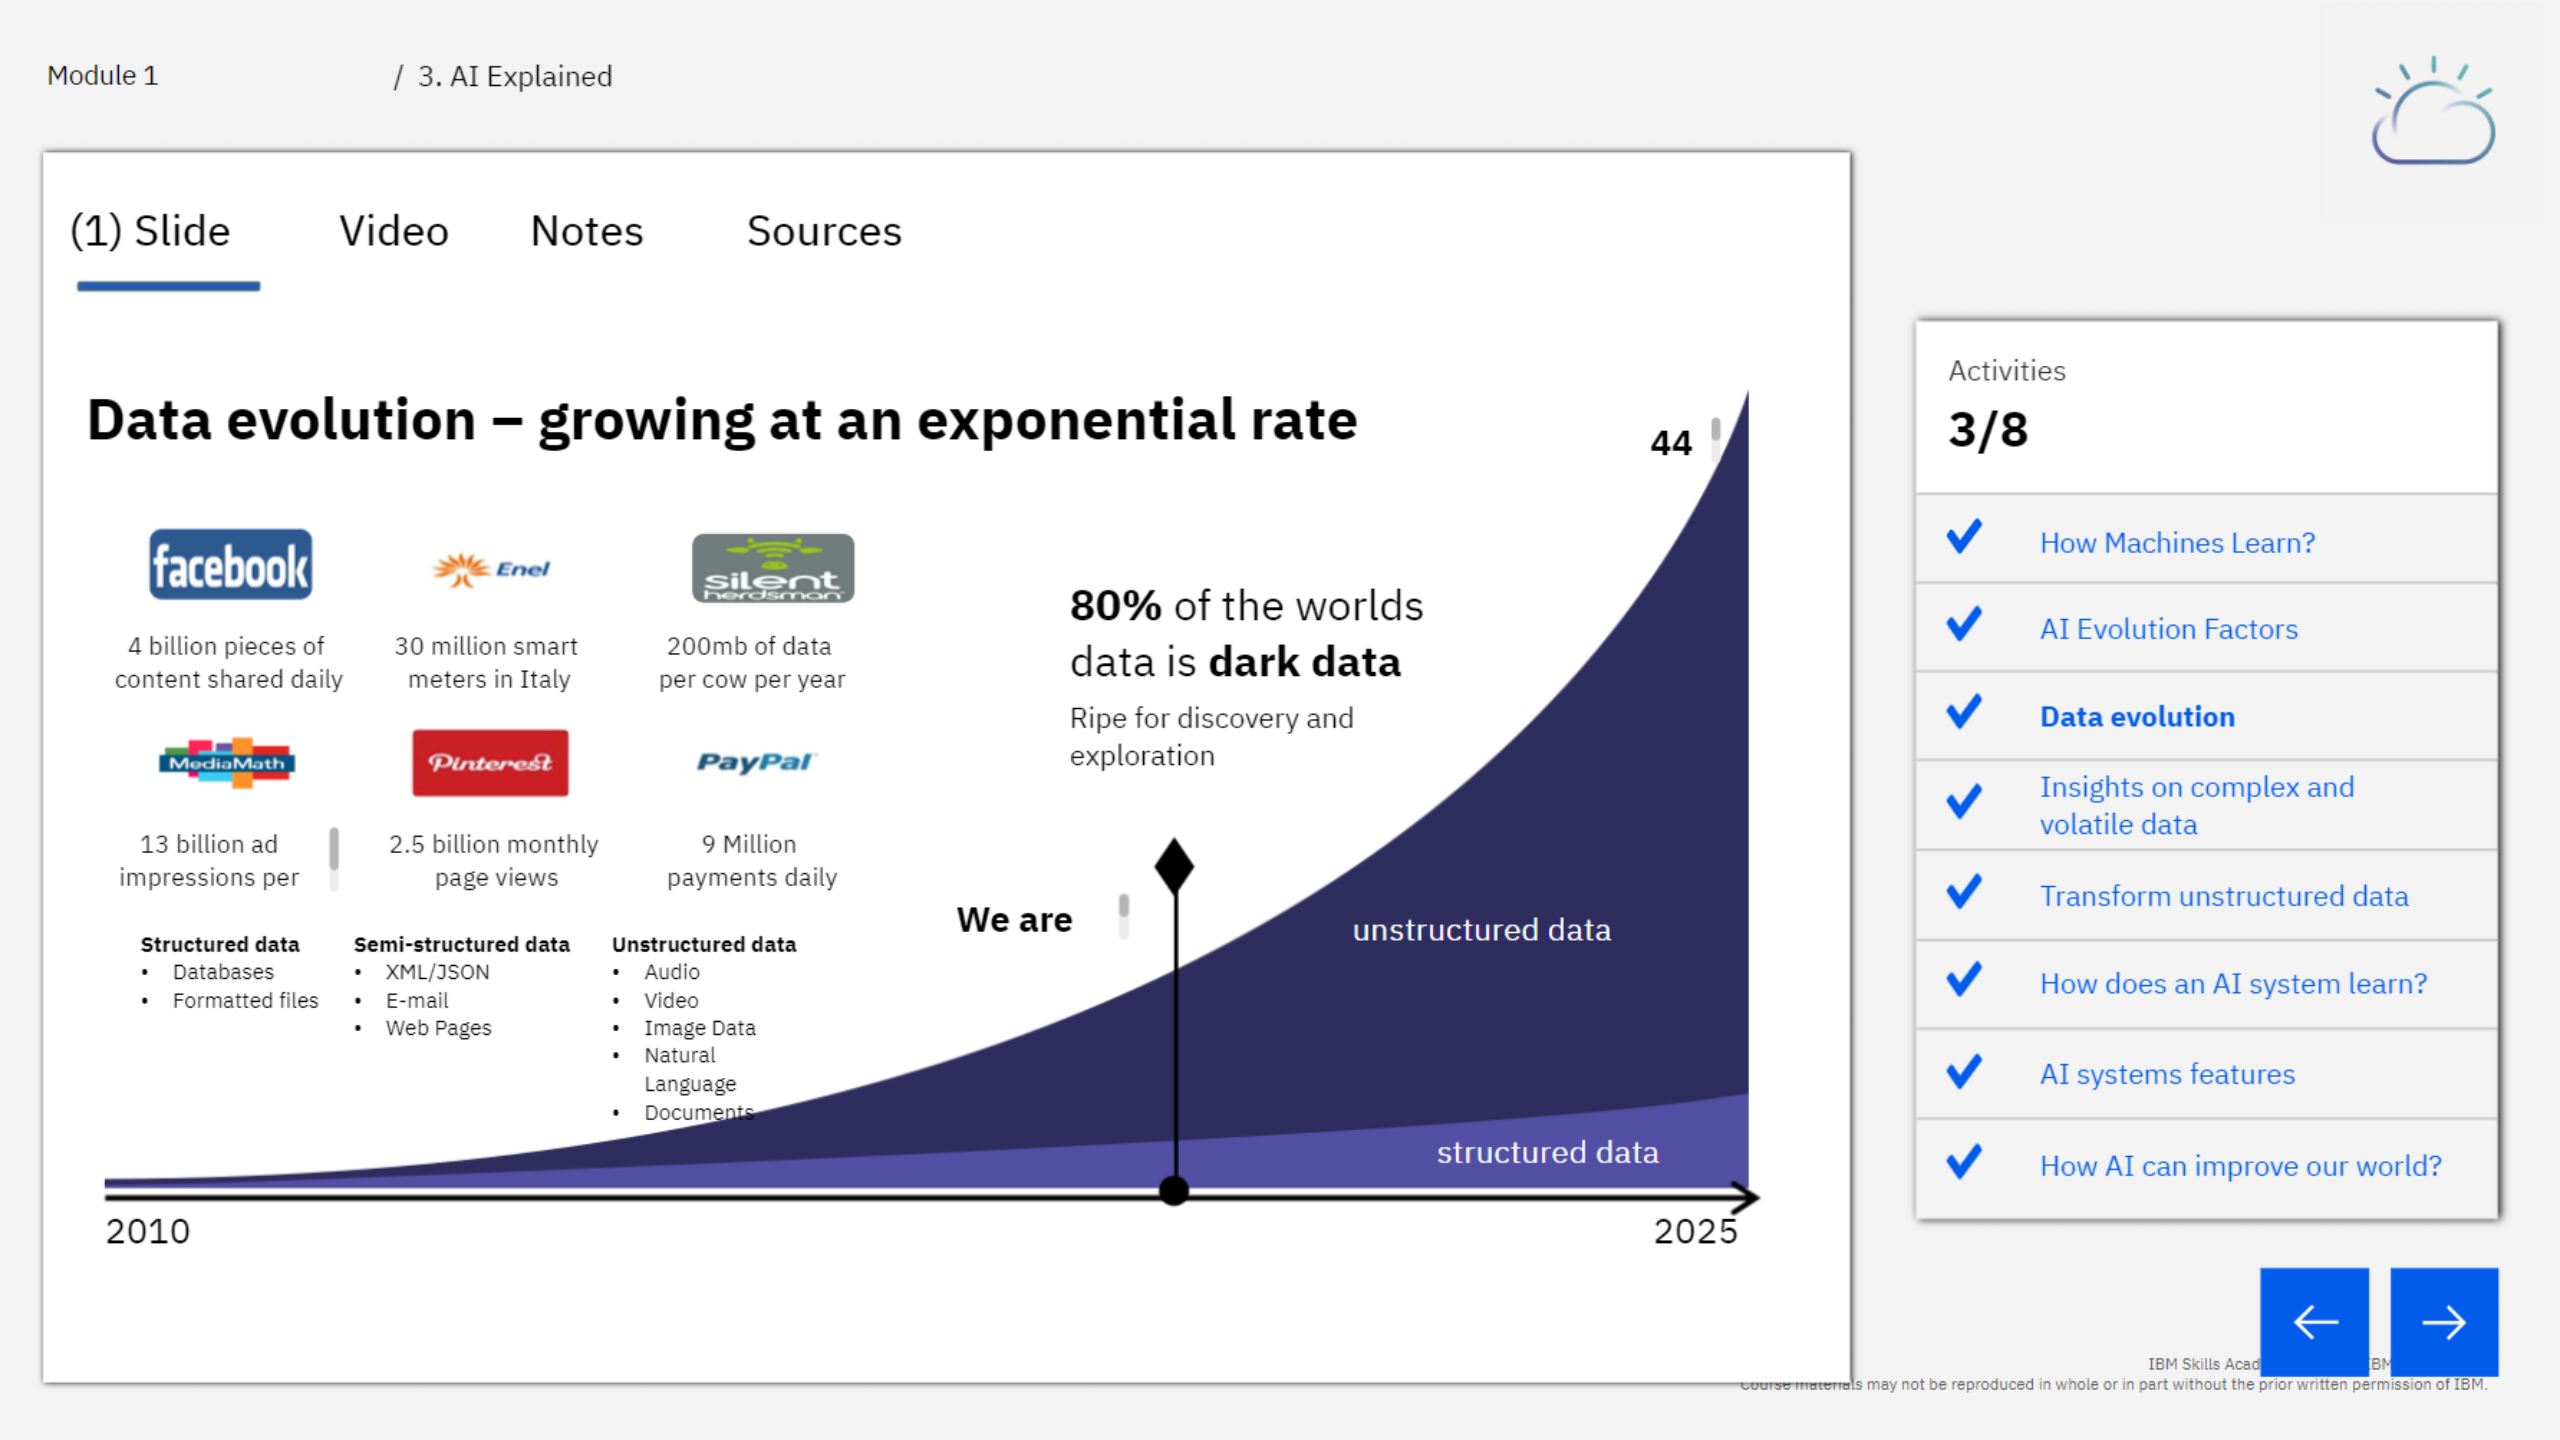 Module 1
/ 3. AI Explained
(1) Slide
Video
Notes
Sources
Data evolution – growing at an exponential rate
44
facebook
Enel
silent
herdsman
4 billion pieces of
content shared daily
30 million smart
meters in Italy
200mb of data
per cow per year
MediaMath
Pinterest
PayPal
13 billion ad
impressions per
2.5 billion monthly
page views
9 Million
payments daily
Structured data
• Databases
• Formatted files
Semi-structured data
• XML/JSON
• E-mail
• Web Pages
Unstructured data
• Audio
• Video
• Image Data
• Natural
Language
• Documents
80% of the worlds
data is dark data
Ripe for discovery and
exploration
We are
unstructured data
structured data
2010
2025
Activities
3/8
How Machines Learn?
AI Evolution Factors
Data evolution
Insights on complex and
volatile data
Transform unstructured data
How does an AI system learn?
AI systems features
How AI can improve our world?
IBM Skills Acad
Course materials may not be reproduced in whole or in part without the prior written permission of IBM.